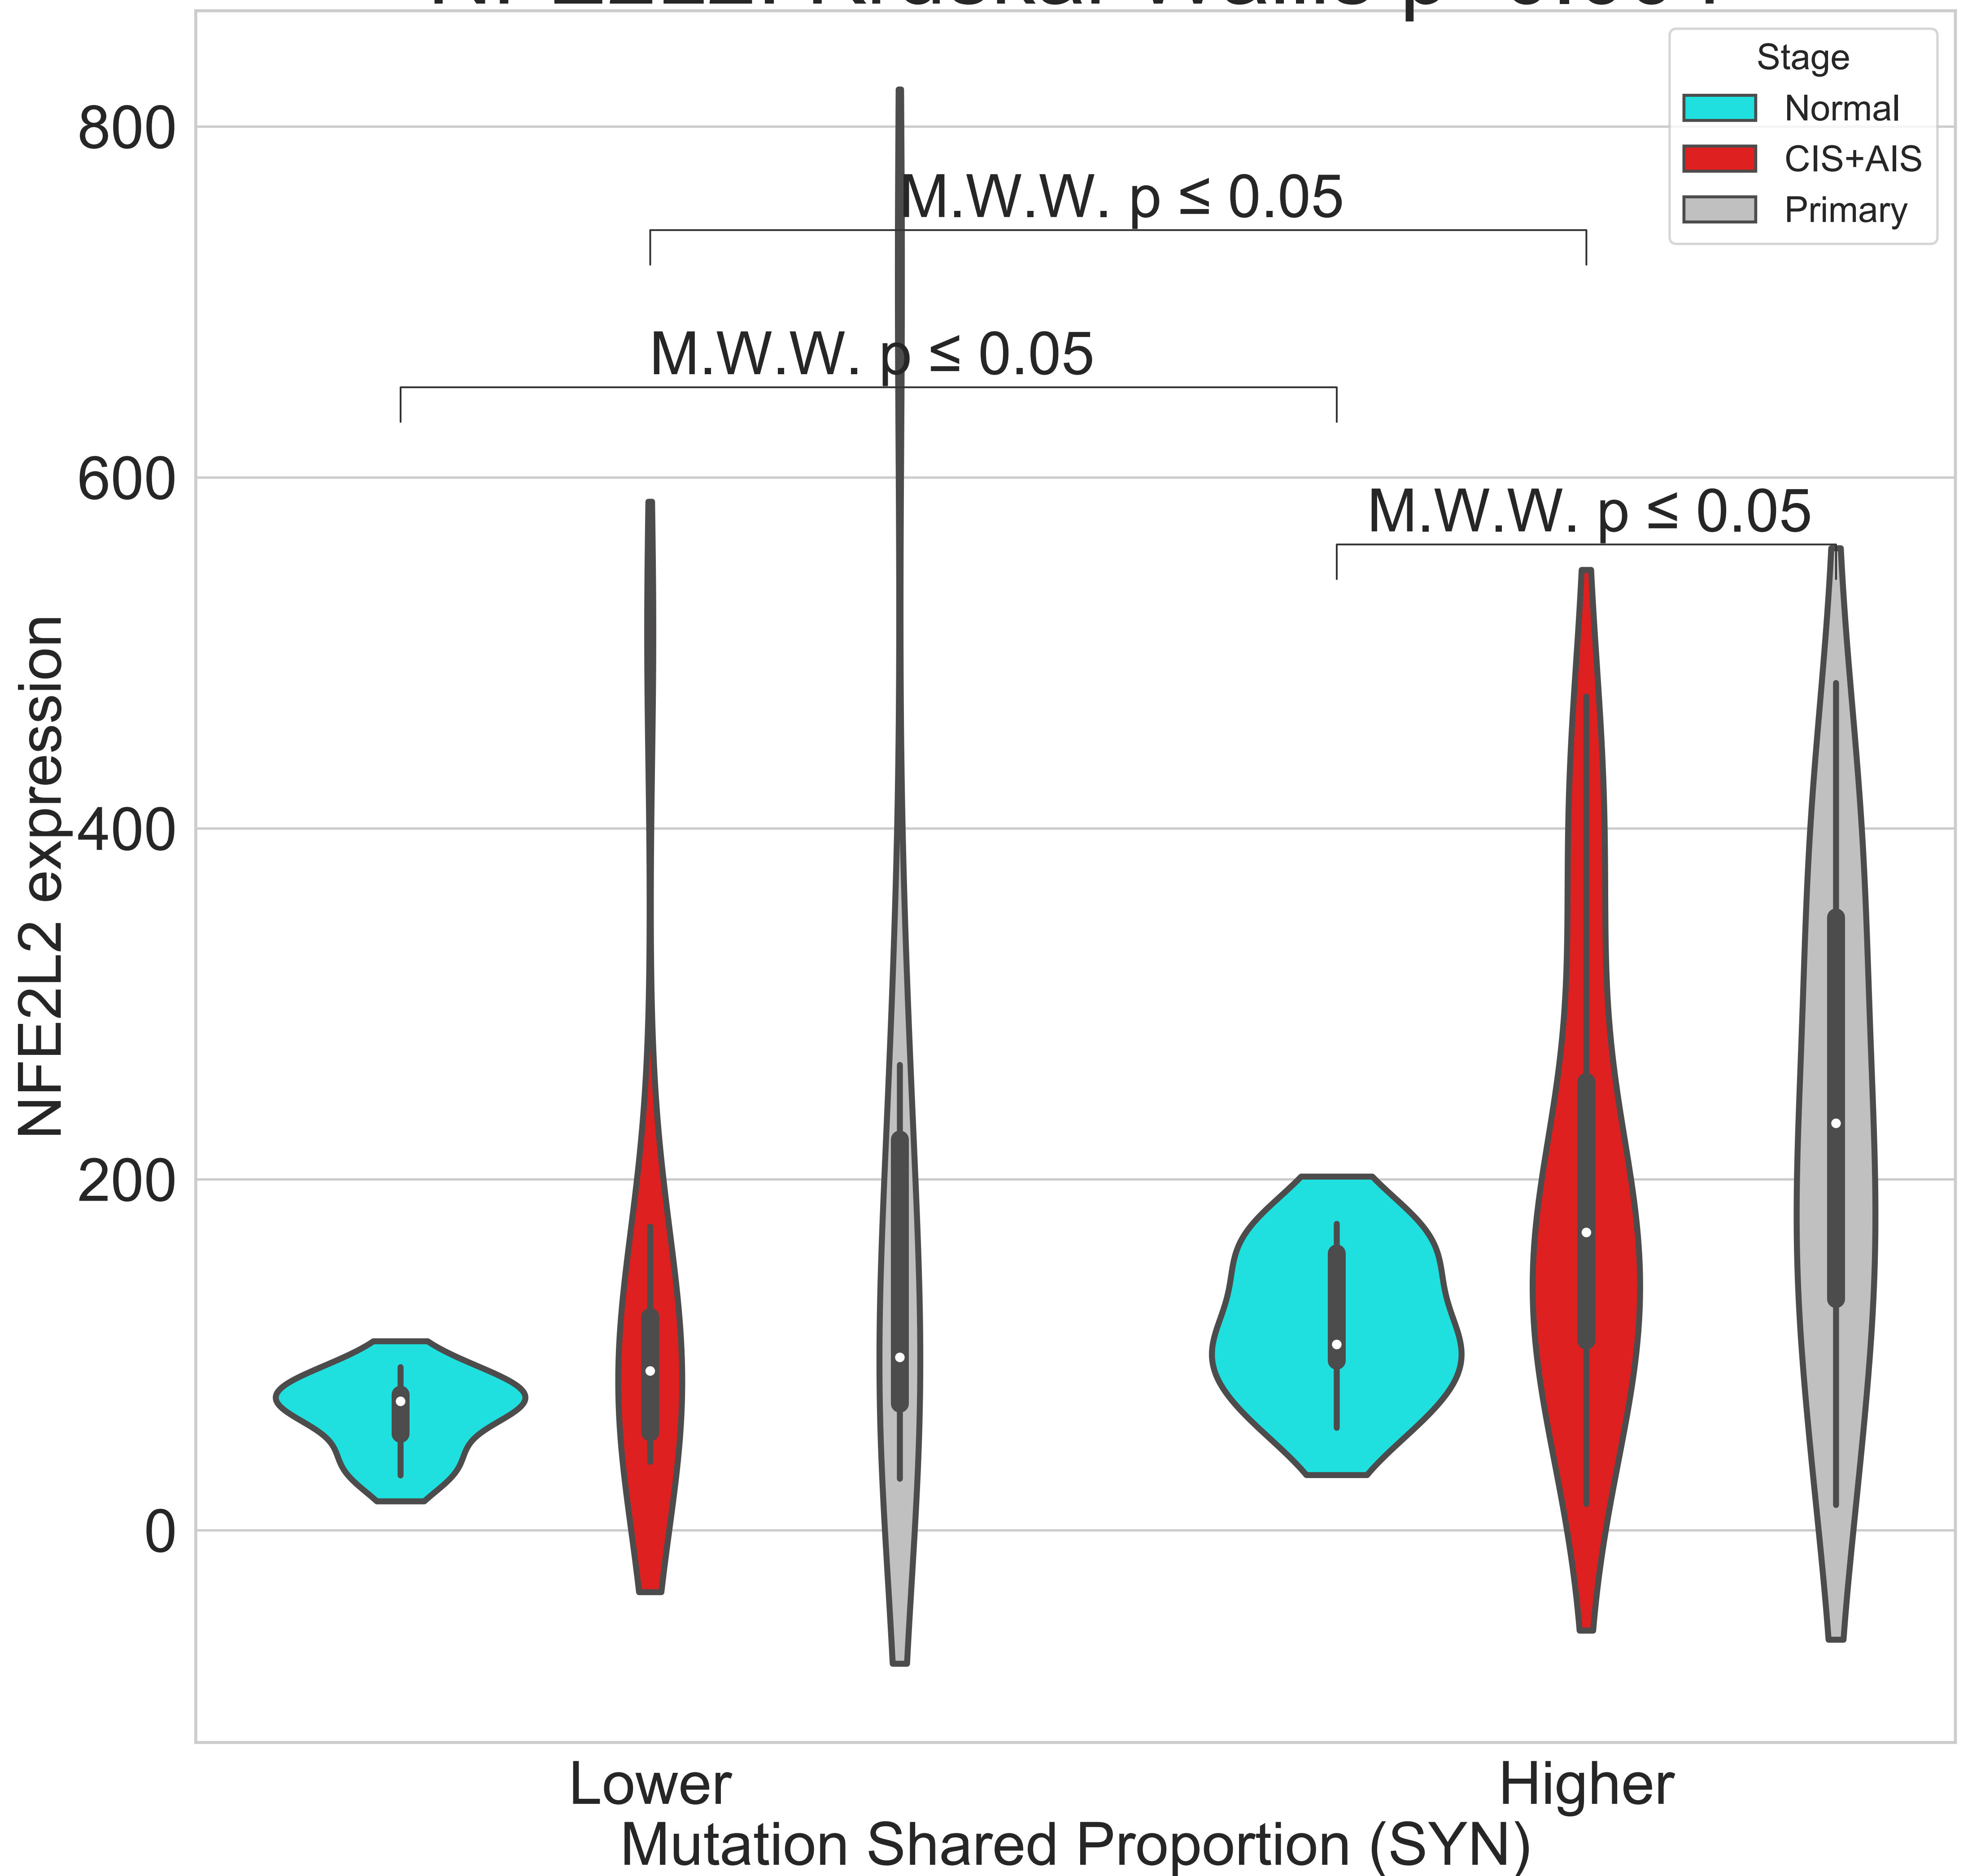 Stage
Normal
CIS+AIS
Primary
800
600
400
200
0
M.W.W. p ≤ 0.05
M.W.W. p ≤ 0.05
M.W.W. p ≤ 0.05
NFE2L2 expression
Lower
Higher
Mutation Shared Proportion (SYN)